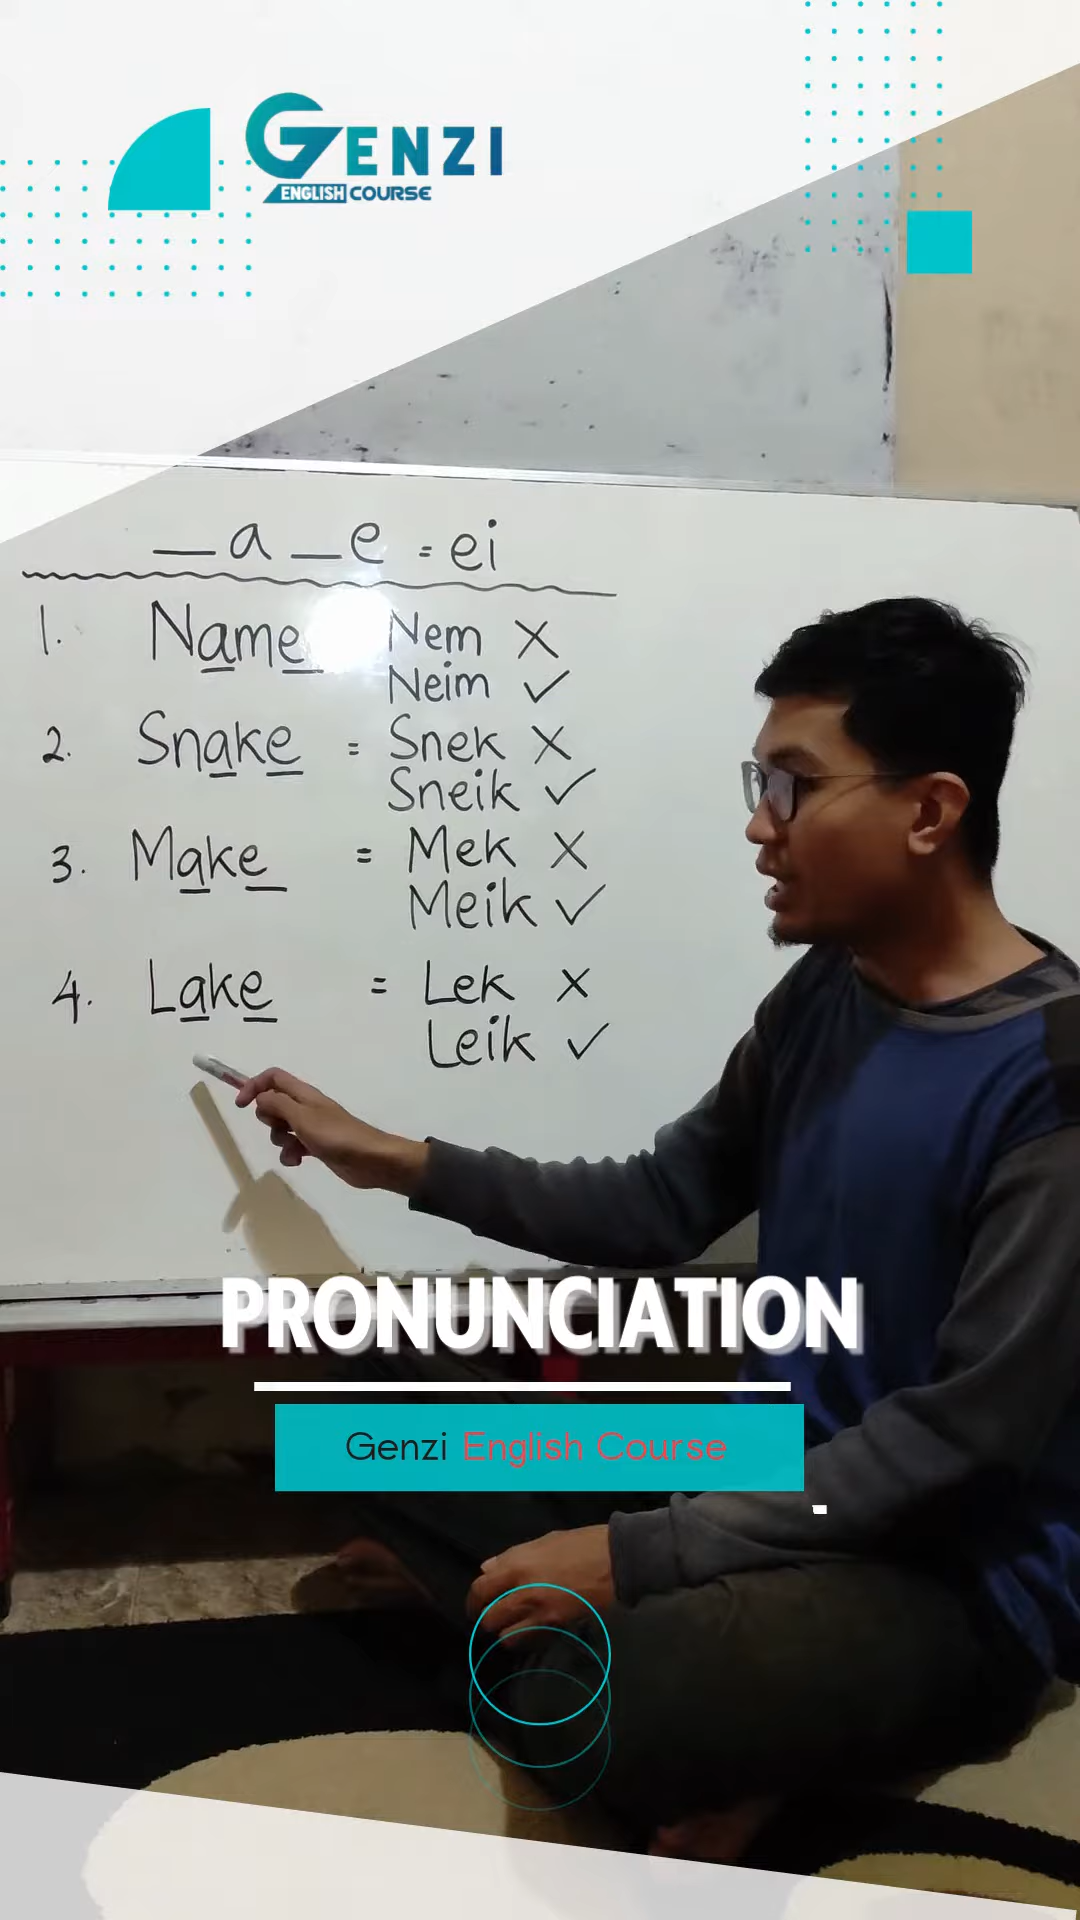 GENZI
ENGLISH COURSE
_a_e = ei
1. Name Nem X
Neim ✓
2. Snake = Snek X
Sneik ✓
3. Make = Mek X
Meik ✓
4. Lake = Lek X
Leik ✓
PRONUNCIATION
Genzi English Course